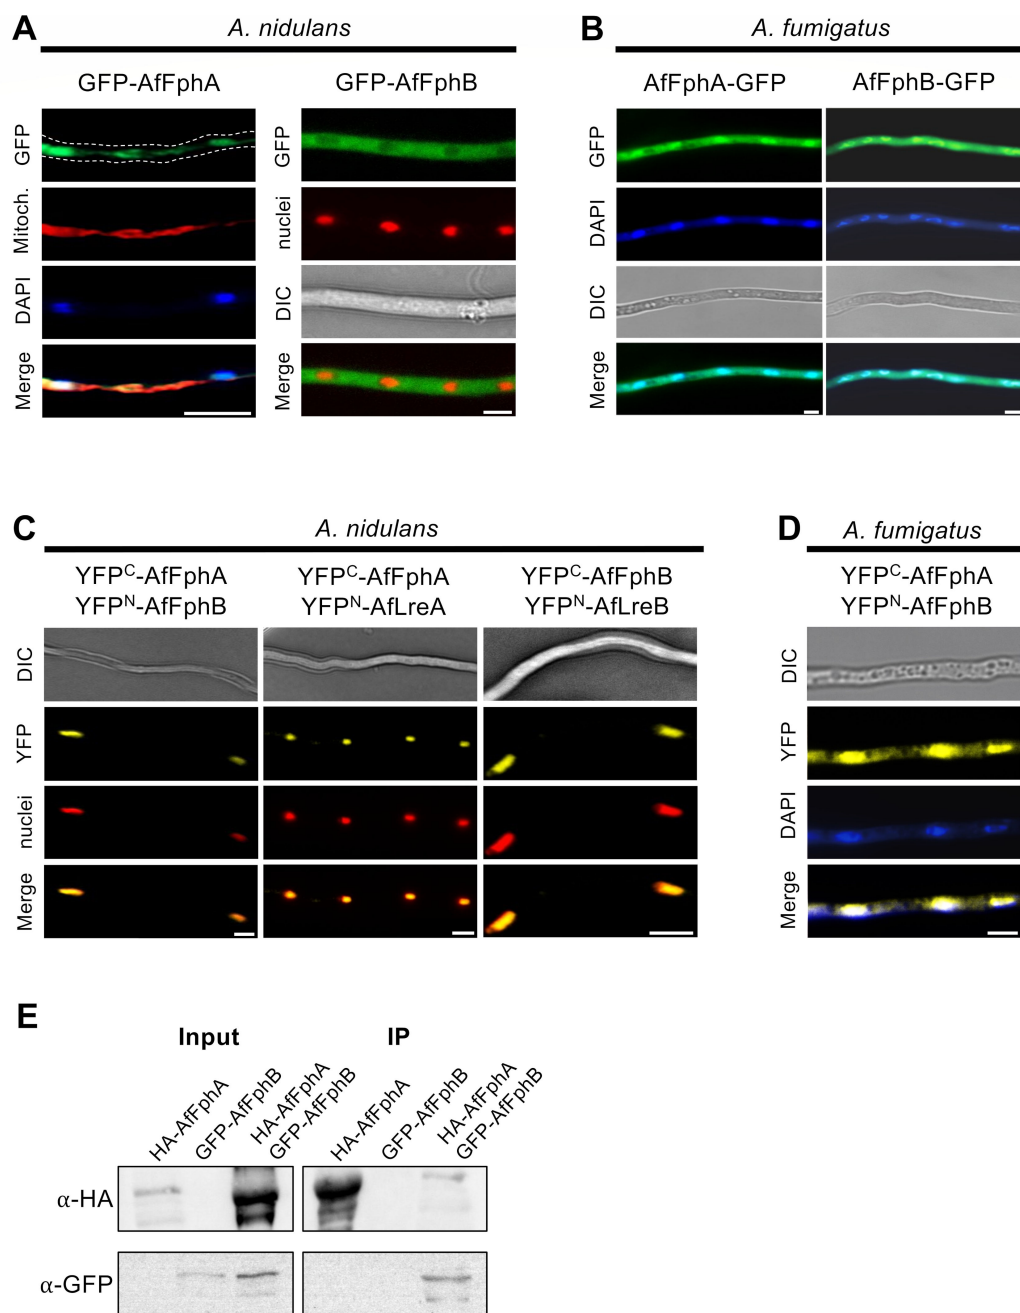 A
A. nidulans
GFP-AfFphA
GFP-AfFphB
GFP
Mitoch.
DAPI
Merge
GFP
nuclei
DIC
Merge
B
A. fumigatus
AfFphA-GFP
AfFphB-GFP
GFP
DAPI
DIC
Merge
C
A. nidulans
YFPᶜ-AfFphA
YFPᴺ-AfFphB
YFPᶜ-AfFphA
YFPᴺ-AfLreA
YFPᶜ-AfFphB
YFPᴺ-AfLreB
DIC
YFP
nuclei
Merge
D
A. fumigatus
YFPᶜ-AfFphA
YFPᴺ-AfFphB
DIC
YFP
DAPI
Merge
E
Input
IP
HA-AfFphA
GFP-AfFphB
HA-AfFphA
GFP-AfFphB
HA-AfFphA
GFP-AfFphB
HA-AfFphA
GFP-AfFphB
α-HA
α-GFP